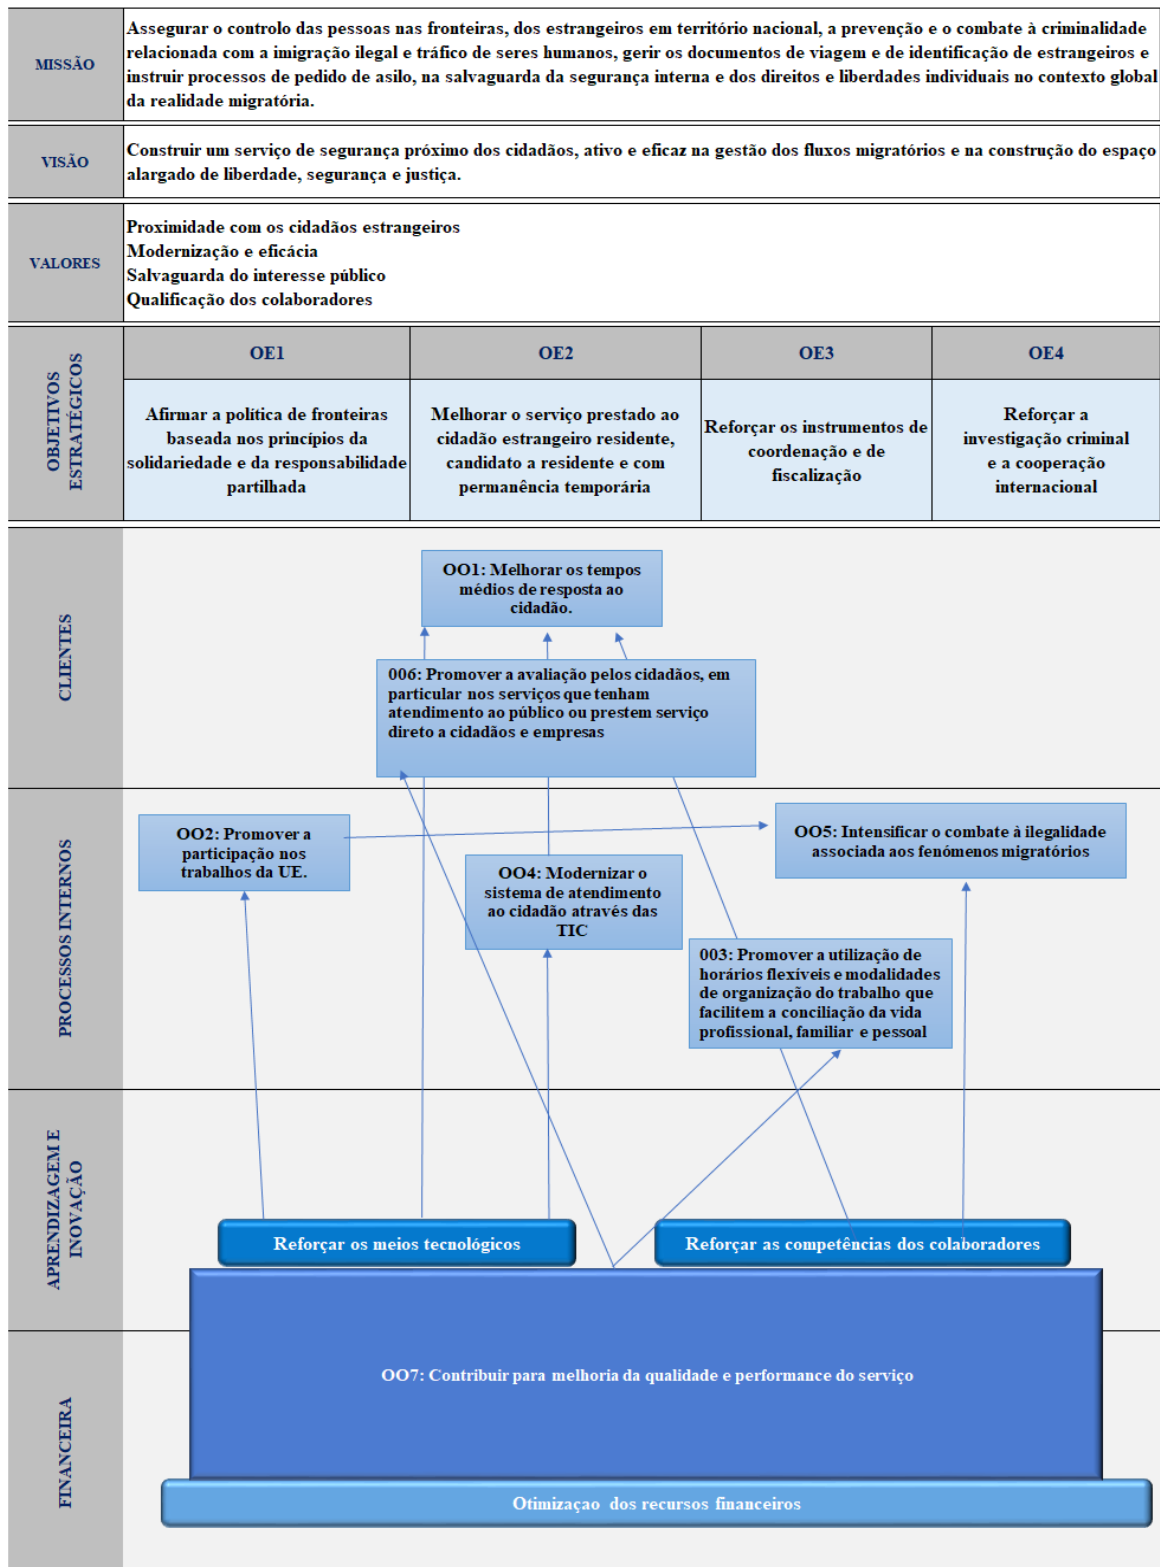 MISSÃO
Assegurar o controlo das pessoas nas fronteiras, dos estrangeiros em território nacional, a prevenção e o combate à criminalidade
relacionada com a imigração ilegal e tráfico de seres humanos, gerir os documentos de viagem e de identificação de estrangeiros e
instruir processos de pedido de asilo, na salvaguarda da segurança interna e dos direitos e liberdades individuais no contexto global
da realidade migratória.
VISÃO
Construir um serviço de segurança próximo dos cidadãos, ativo e eficaz na gestão dos fluxos migratórios e na construção do espaço
alargado de liberdade, segurança e justiça.
VALORES
Proximidade com os cidadãos estrangeiros
Modernização e eficácia
Salvaguarda do interesse público
Qualificação dos colaboradores
OBJETIVOS
ESTRATÉGICOS
OE1
OE2
OE3
OE4
Afirmar a política de fronteiras
baseada nos princípios da
solidariedade e da responsabilidade
partilhada
Melhorar o serviço prestado ao
cidadão estrangeiro residente,
candidato a residente e com
permanência temporária
Reforçar os instrumentos de
coordenação e de
fiscalização
Reforçar a
investigação criminal
e a cooperação
internacional
CLIENTES
OO1: Melhorar os tempos
médios de resposta ao
cidadão.
006: Promover a avaliação pelos cidadãos, em
particular nos serviços que tenham
atendimento ao público ou prestem serviço
direto a cidadãos e empresas
PROCESSOS INTERNOS
OO2: Promover a
participação nos
trabalhos da UE.
OO5: Intensificar o combate à ilegalidade
associada aos fenómenos migratórios
OO4: Modernizar o
sistema de atendimento
ao cidadão através das
TIC
003: Promover a utilização de
horários flexíveis e modalidades
de organização do trabalho que
facilitem a conciliação da vida
profissional, familiar e pessoal
APRENDIZAGEM E
INOVAÇÃO
Reforçar os meios tecnológicos
Reforçar as competências dos colaboradores
OO7: Contribuir para melhoria da qualidade e performance do serviço
FINANCEIRA
Otimizaçao dos recursos financeiros